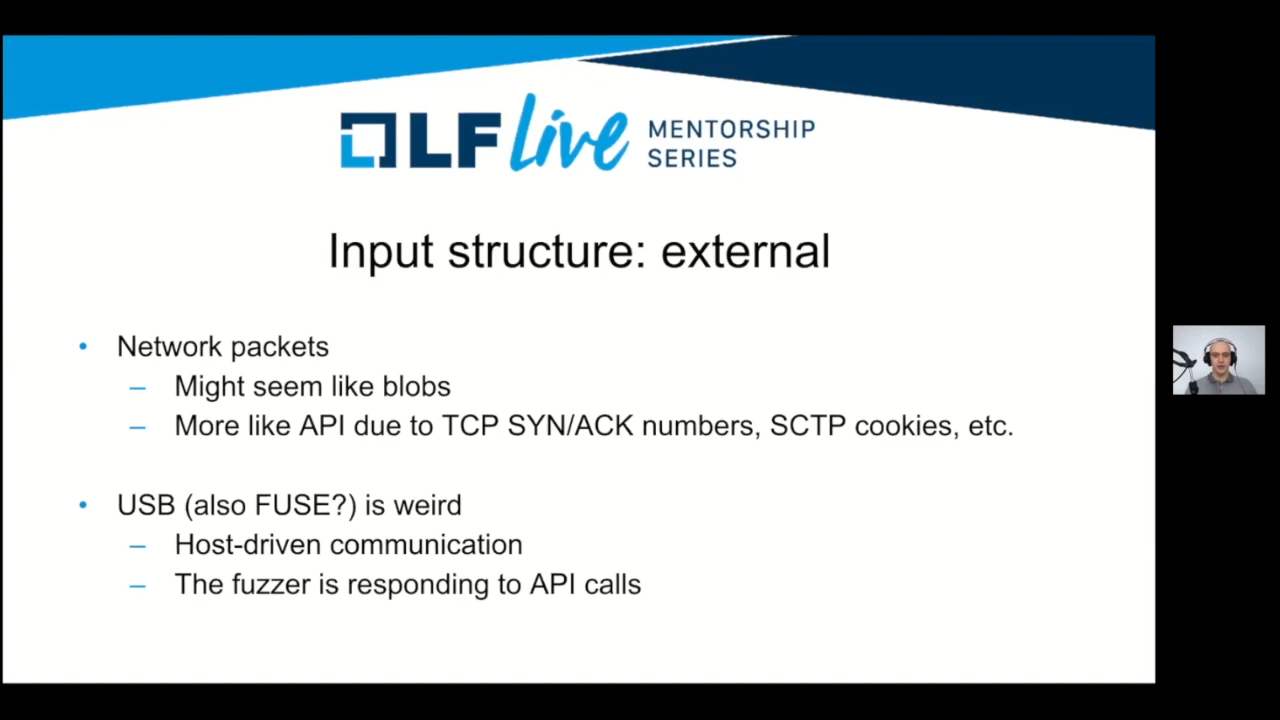 LF Live MENTORSHIP
SERIES
Input structure: external
• Network packets
– Might seem like blobs
– More like API due to TCP SYN/ACK numbers, SCTP cookies, etc.
• USB (also FUSE?) is weird
– Host-driven communication
– The fuzzer is responding to API calls